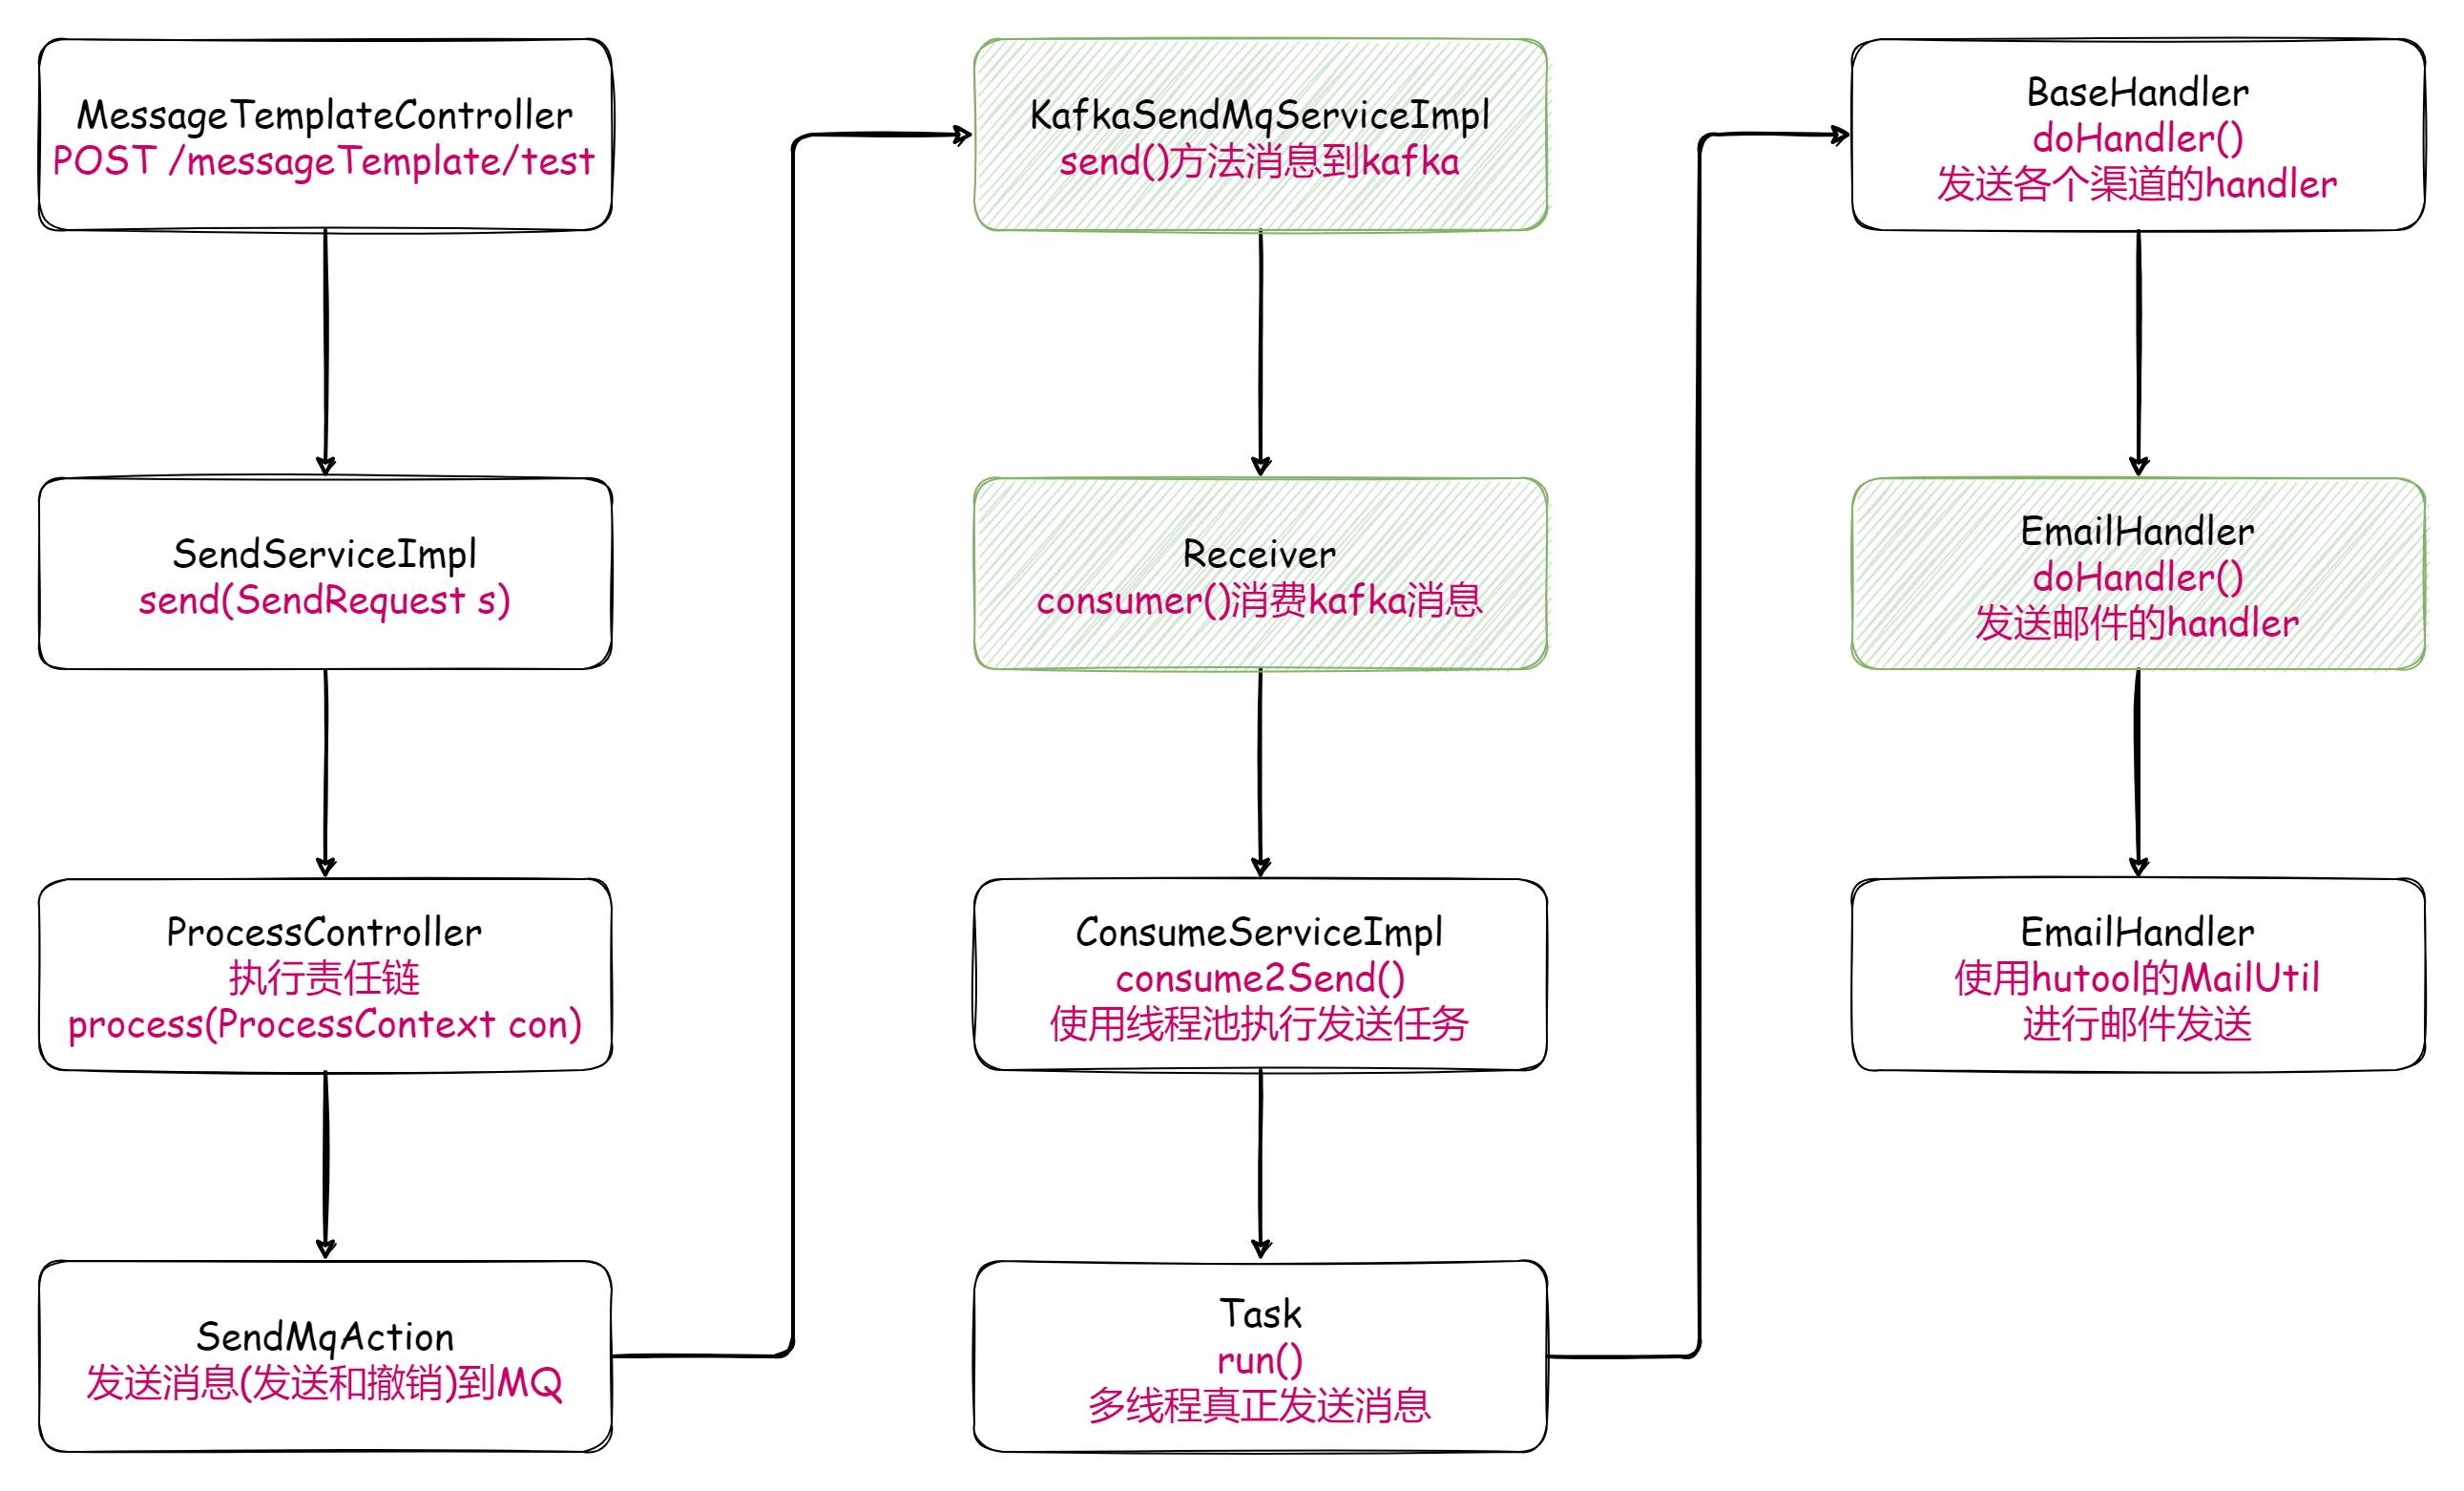 MessageTemplateController
POST /messageTemplate/test
SendServiceImpl
send(SendRequest s)
ProcessController
执行责任链
process(ProcessContext con)
SendMqAction
发送消息(发送和撤销)到MQ
KafkaSendMqServiceImpl
send()方法消息到kafka
Receiver
consumer()消费kafka消息
ConsumeServiceImpl
consume2Send()
使用线程池执行发送任务
Task
run()
多线程真正发送消息
BaseHandler
doHandler()
发送各个渠道的handler
EmailHandler
doHandler()
发送邮件的handler
EmailHandler
使用hutool的MailUtil
进行邮件发送